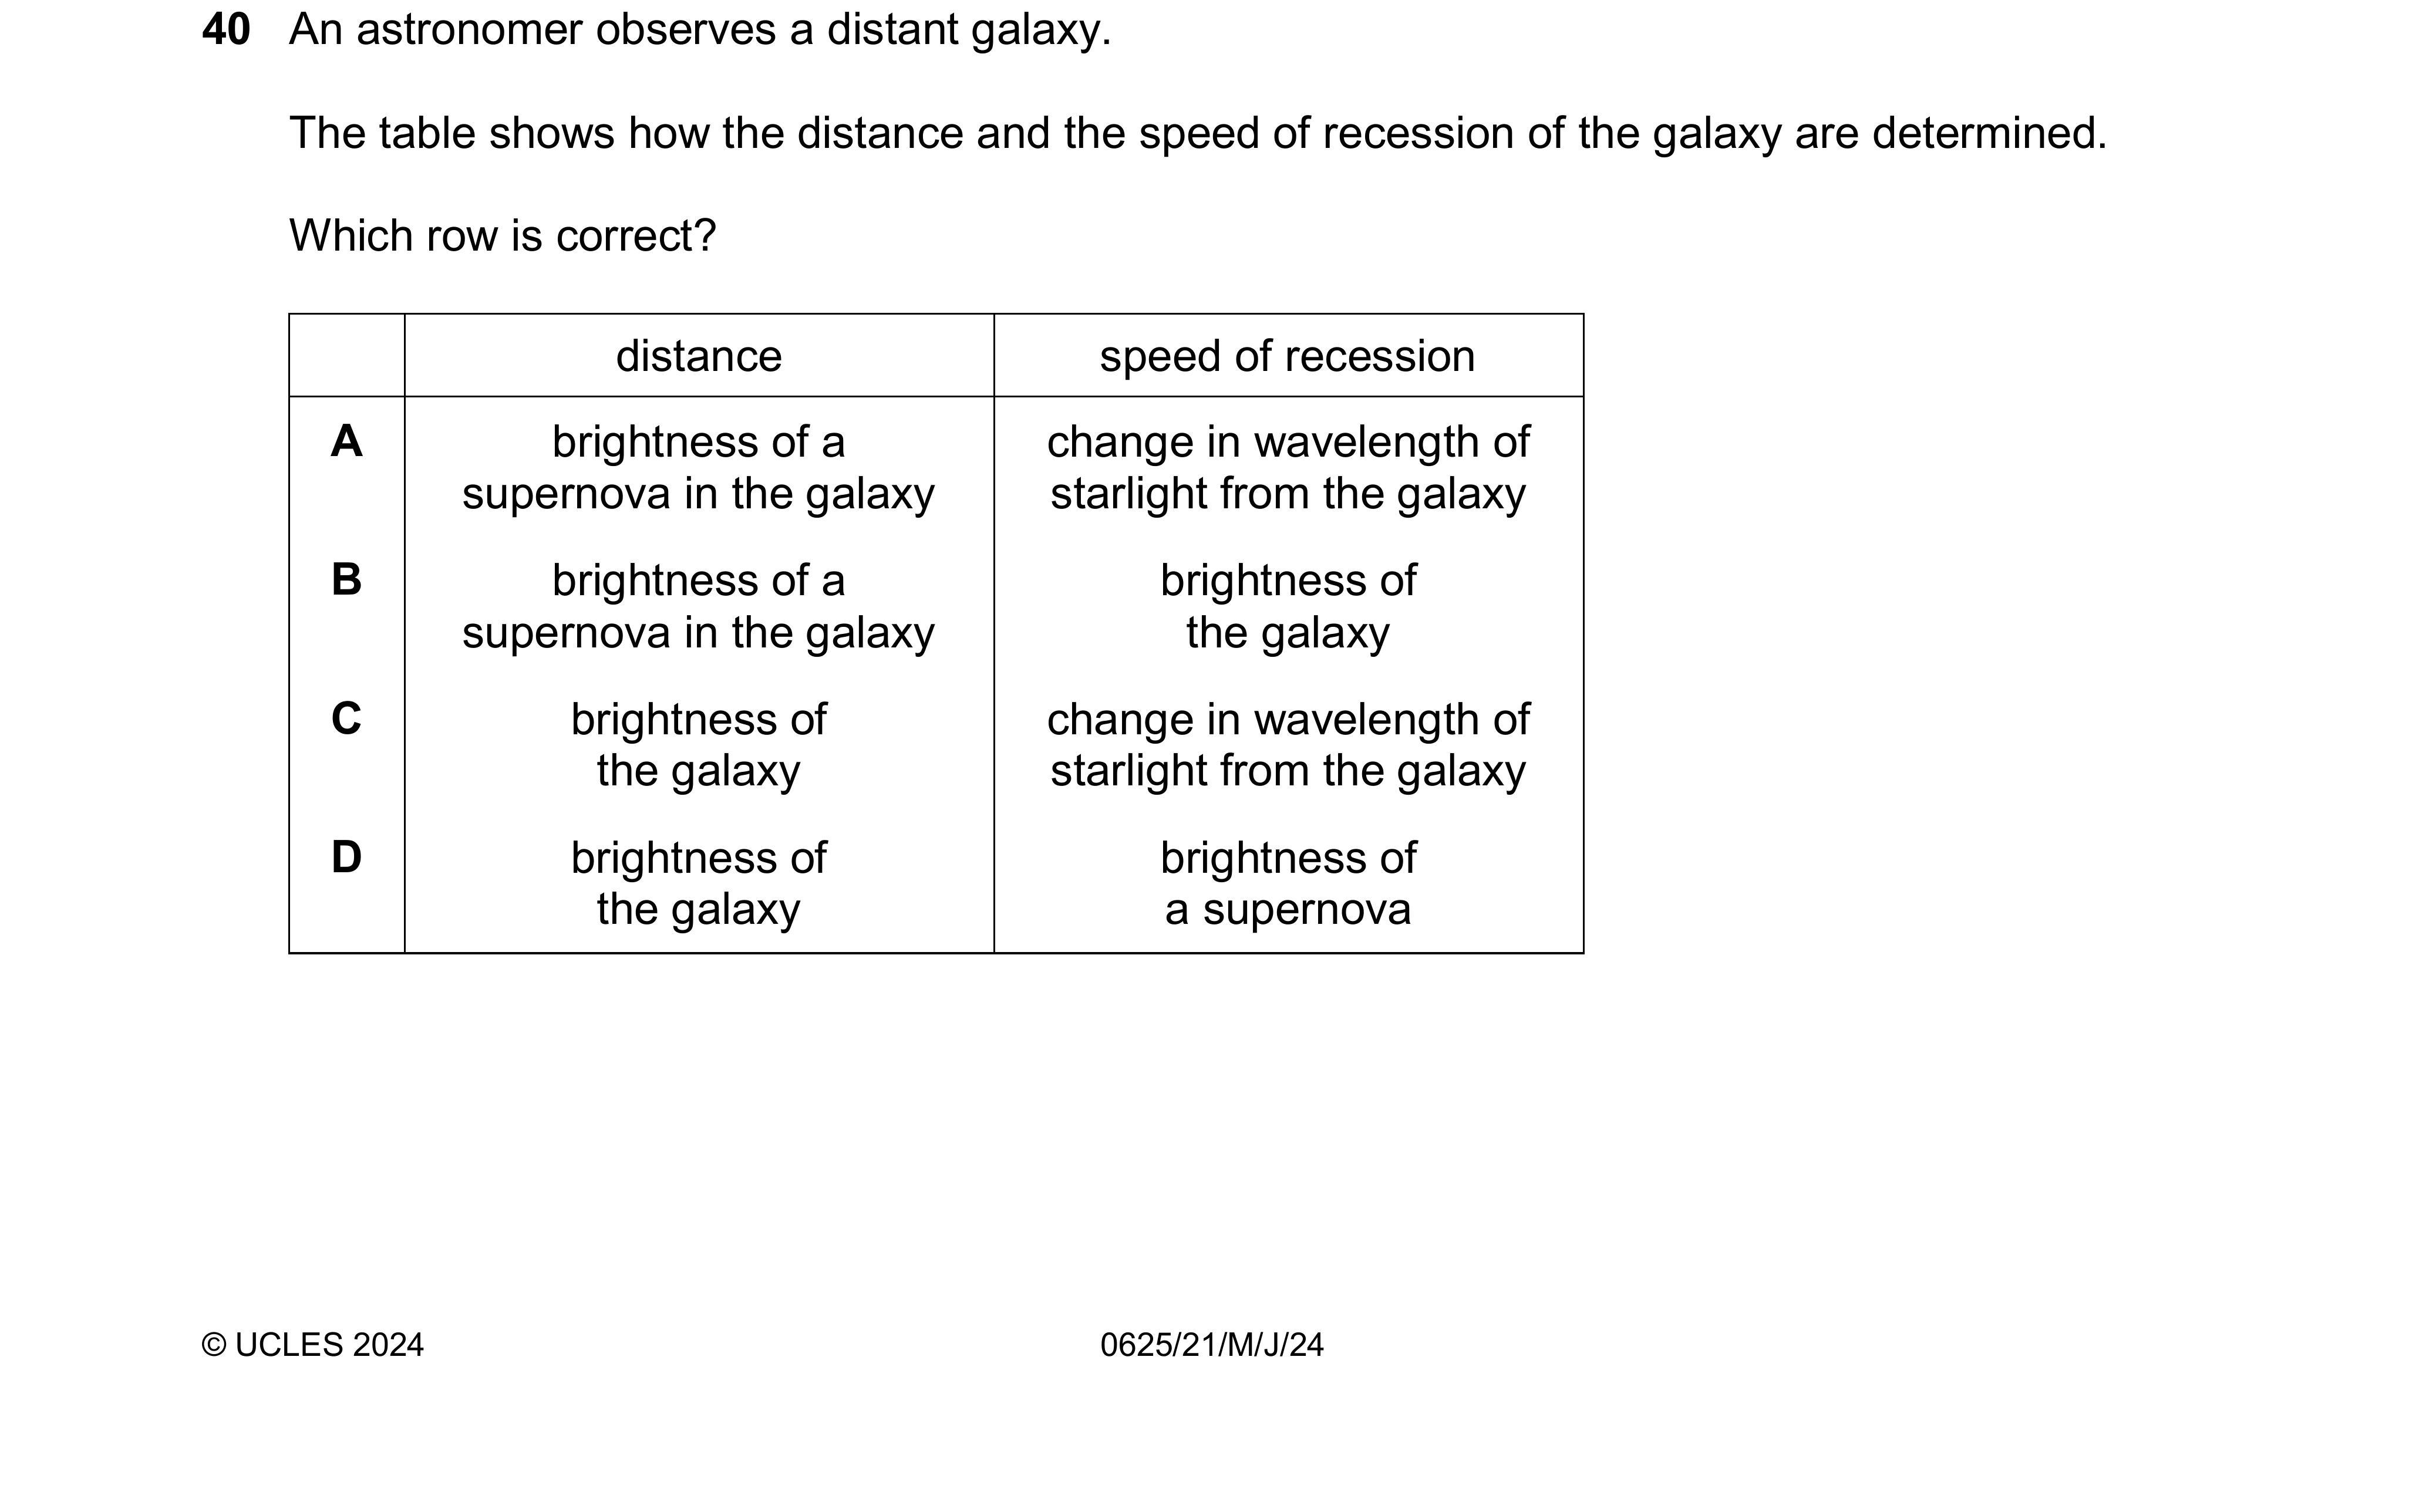 40 An astronomer observes a distant galaxy.
The table shows how the distance and the speed of recession of the galaxy are determined.
Which row is correct?
distance speed of recession
A brightness of a change in wavelength of
supernova in the galaxy starlight from the galaxy
B brightness of a brightness of
supernova in the galaxy the galaxy
C brightness of change in wavelength of
the galaxy starlight from the galaxy
D brightness of brightness of
the galaxy a supernova
© UCLES 2024 0625/21/M/J/24